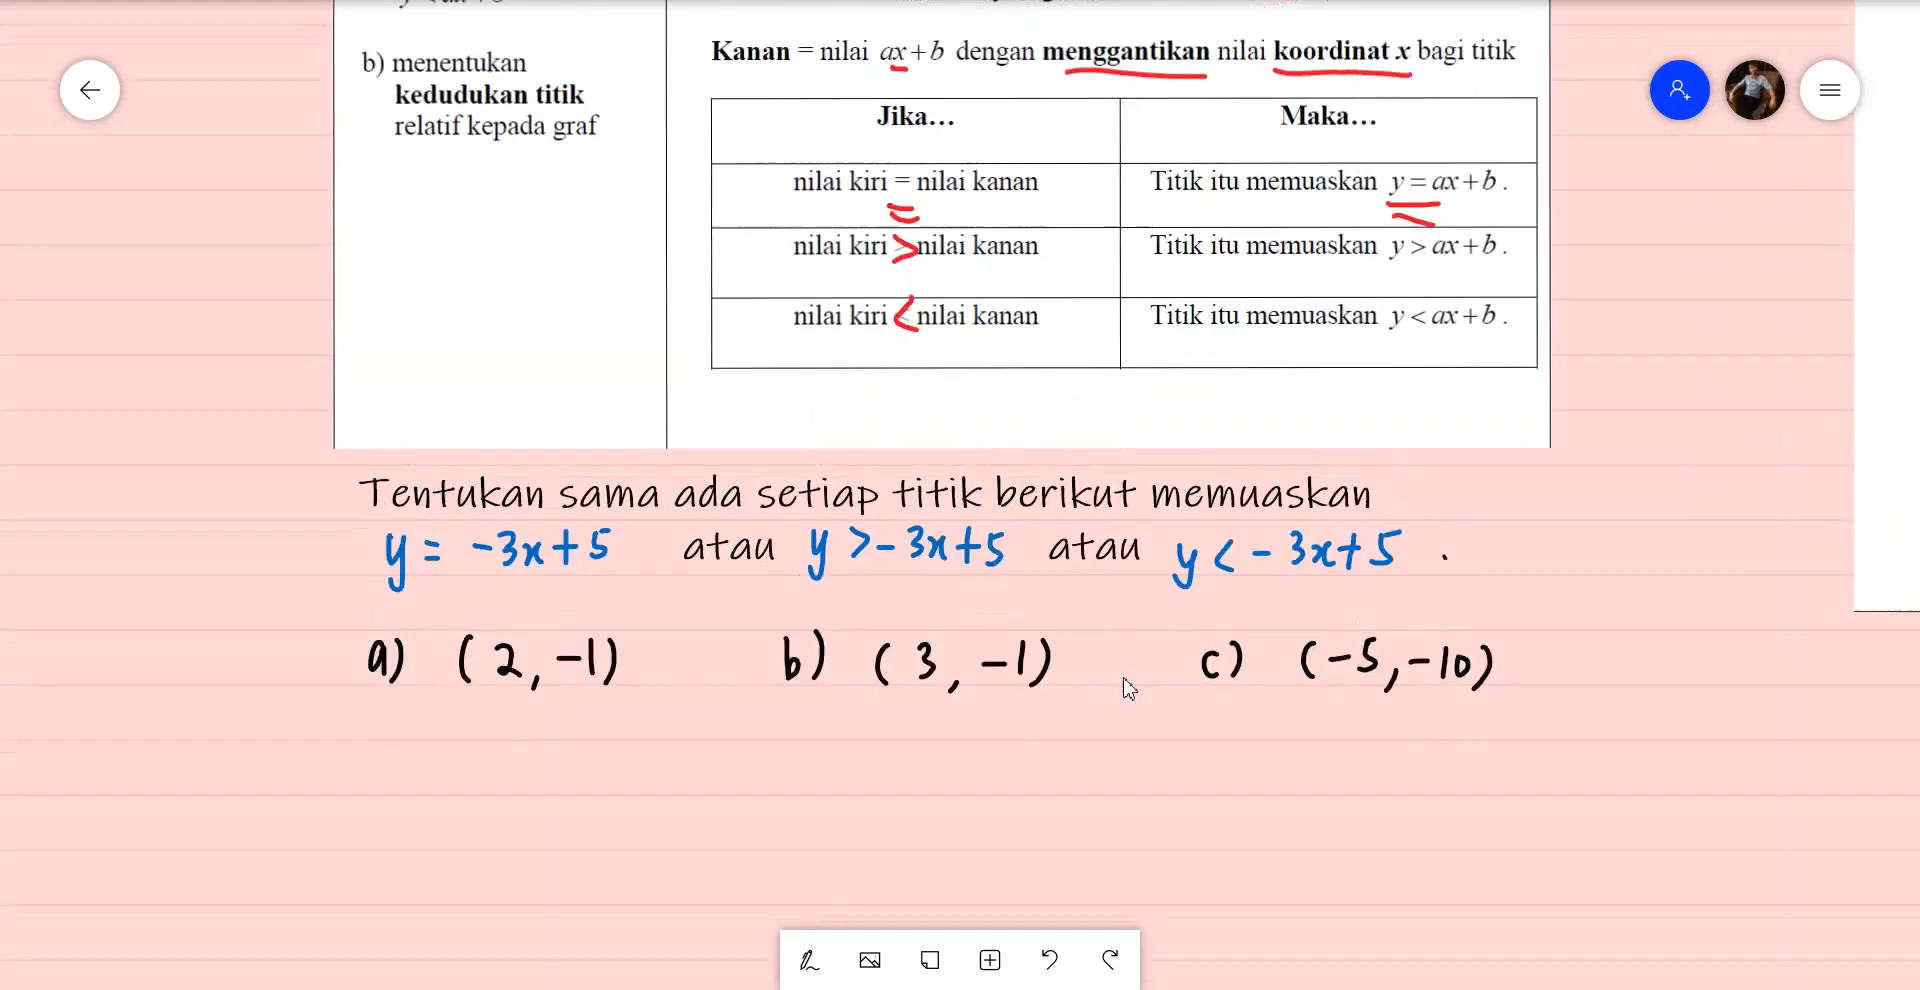 b) menentukan
kedudukan titik
relatif kepada graf
Kanan = nilai ax+b dengan menggantikan nilai koordinat x bagi titik
Jika... Maka...
nilai kiri = nilai kanan Titik itu memuaskan y = ax+b.
nilai kiri > nilai kanan Titik itu memuaskan y > ax+b.
nilai kiri < nilai kanan Titik itu memuaskan y < ax+b.
Tentukan sama ada setiap titik berikut memuaskan
y = -3x+5 atau y > -3x+5 atau y < -3x+5 .
a) (2, -1) b) (3, -1) c) (-5, -10)